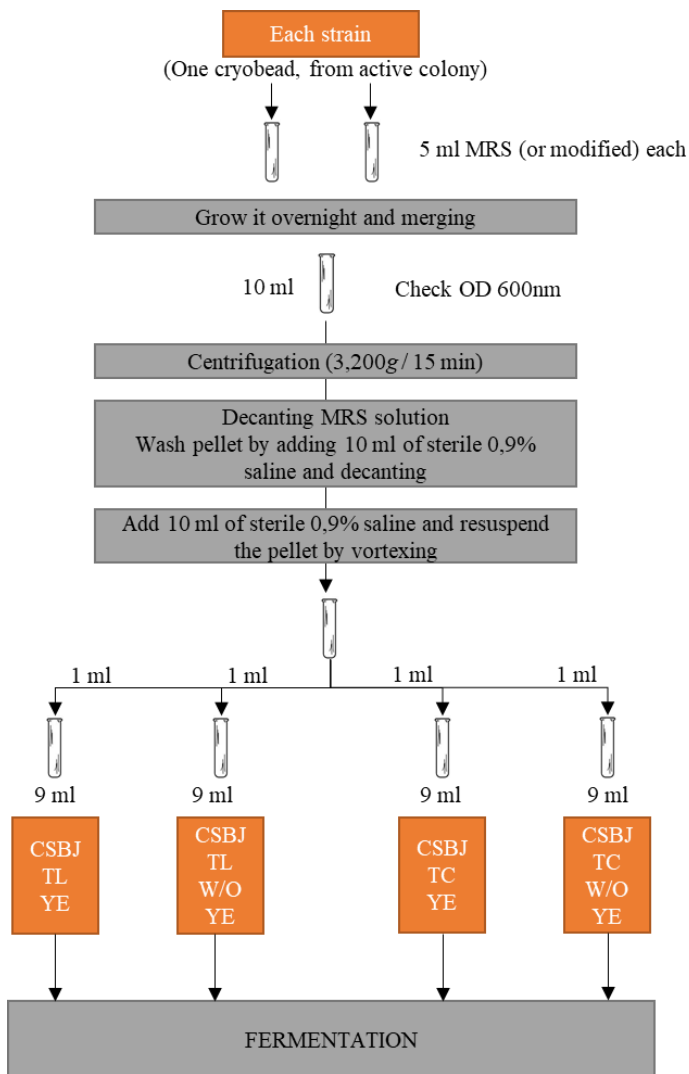 Each strain
(One cryobead, from active colony)
5 ml MRS (or modified) each
Grow it overnight and merging
10 ml
Check OD 600nm
Centrifugation (3,200g / 15 min)
Decanting MRS solution
Wash pellet by adding 10 ml of sterile 0,9%
saline and decanting
Add 10 ml of sterile 0,9% saline and resuspend
the pellet by vortexing
1 ml
1 ml
1 ml
1 ml
9 ml
9 ml
9 ml
9 ml
CSBJ
TL
YE
CSBJ
TL
W/O
YE
CSBJ
TC
YE
CSBJ
TC
W/O
YE
FERMENTATION